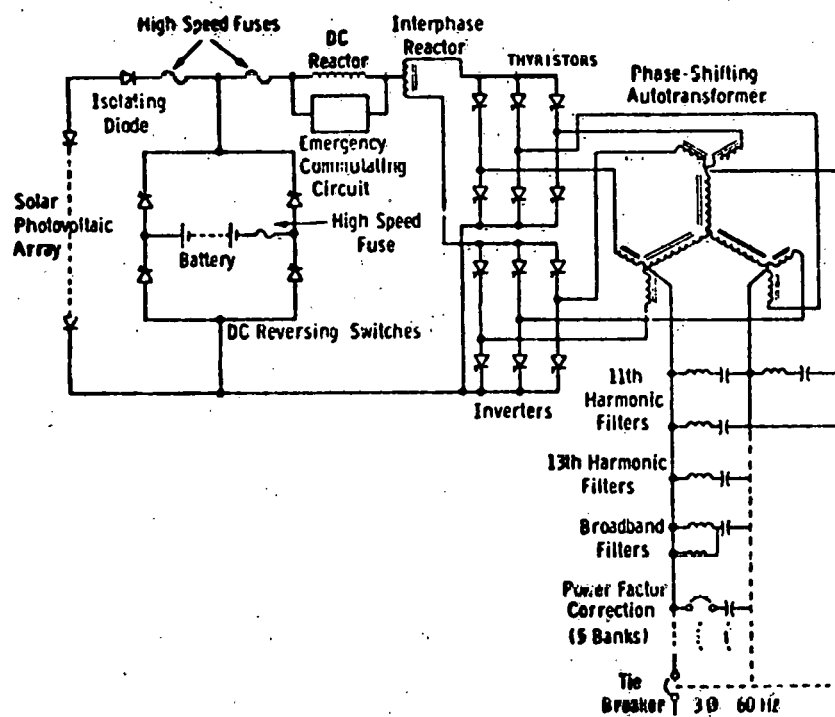 High Speed Fuses
DC
Reactor
Interphase
Reactor
THYRISTORS
Phase-Shifting
Autotransformer
Isolating
Diode
Emergency
Commutating
Circuit
Solar
Photovoltaic
Array
High Speed
Fuse
Battery
DC Reversing Switches
Inverters
11th
Harmonic
Filters
13th Harmonic
Filters
Broadband
Filters
Power Factor
Correction
(5 Banks)
Tie
Breaker
3 Ø 60 Hz